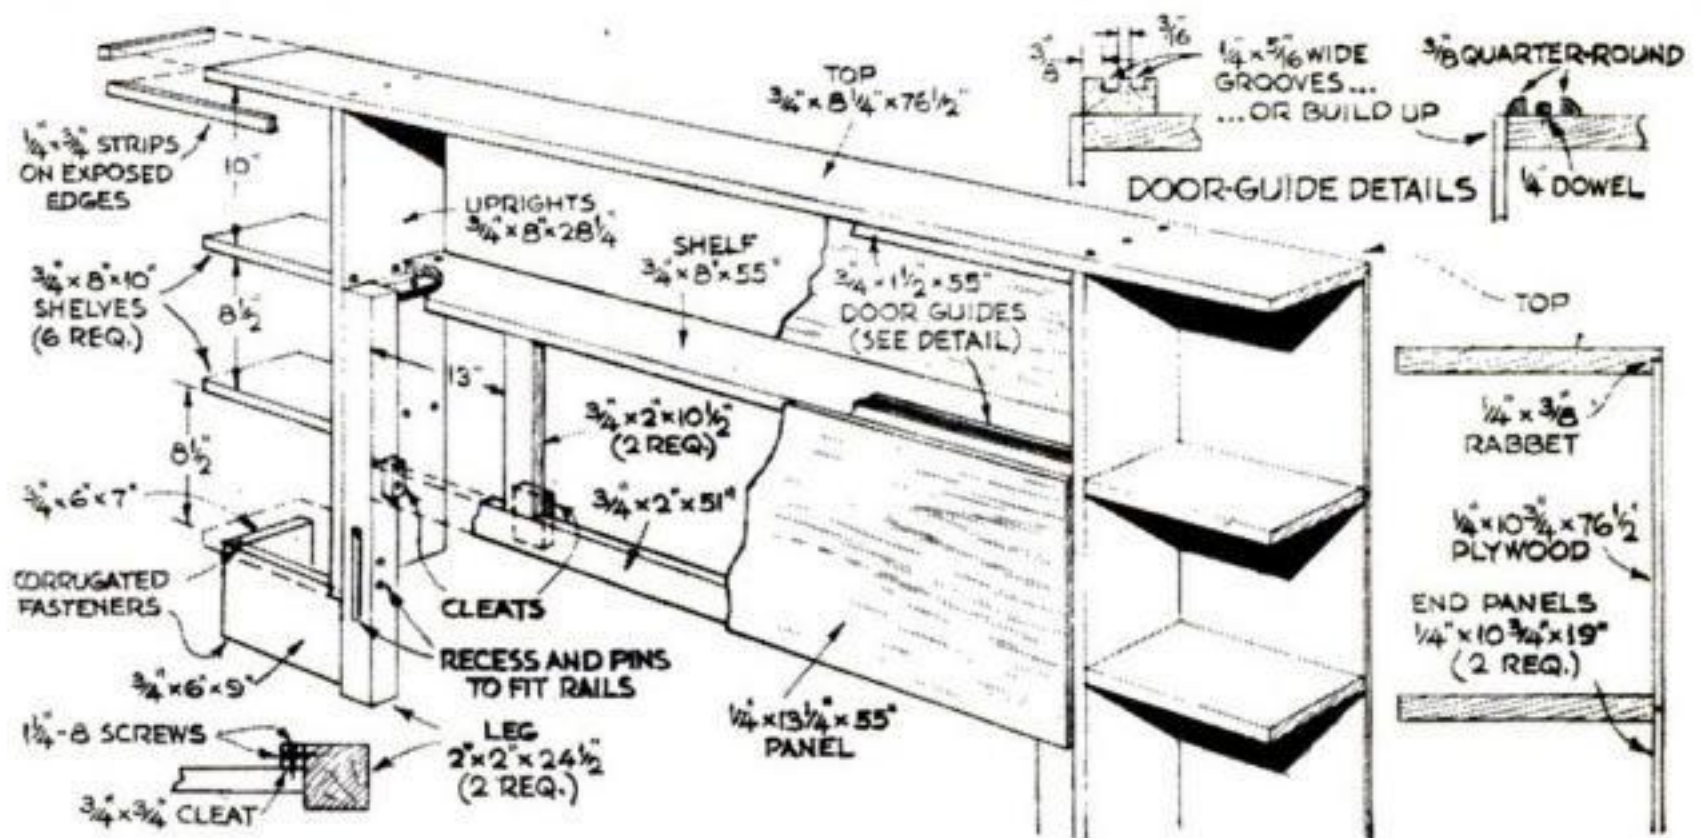 3/16"
3/8"
1/4" x 5/16" WIDE
GROOVES...
...OR BUILD UP
3/8" QUARTER-ROUND
DOOR-GUIDE DETAILS
1/4" DOWEL
TOP
3/4" x 8 1/4" x 76 1/2"
1/4" x 3/4" STRIPS
ON EXPOSED
EDGES
10"
UPRIGHTS
3/4" x 8" x 28 1/4"
SHELF
3/4" x 8" x 55"
3/4" x 1 1/2" x 55"
DOOR GUIDES
(SEE DETAIL)
TOP
3/4" x 8" x 10"
SHELVES
(6 REQ.)
8 1/2"
13"
3/4" x 2" x 10 1/2"
(2 REQ.)
1/4" x 3/8"
RABBET
8 1/2"
3/4" x 6" x 7"
3/4" x 2" x 51"
1/4" x 10 3/4" x 76 1/2"
PLYWOOD
CORRUGATED
FASTENERS
CLEATS
END PANELS
1/4" x 10 3/4" x 19"
(2 REQ.)
RECESS AND PINS
TO FIT RAILS
3/4" x 6" x 9"
1/4" x 13 1/4" x 55"
PANEL
1 1/4"-8 SCREWS
LEG
2" x 2" x 24 1/2"
(2 REQ.)
3/4" x 3/4" CLEAT